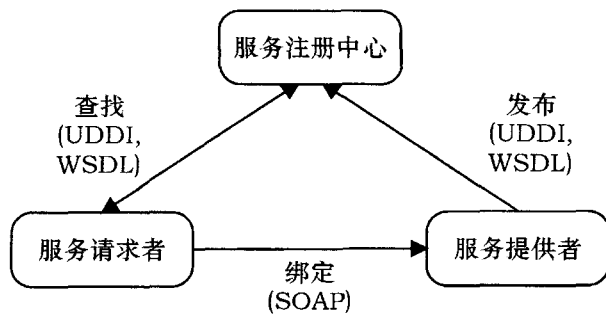 服务注册中心
查找
(UDDI,
WSDL)
发布
(UDDI,
WSDL)
服务请求者
服务提供者
绑定
(SOAP)